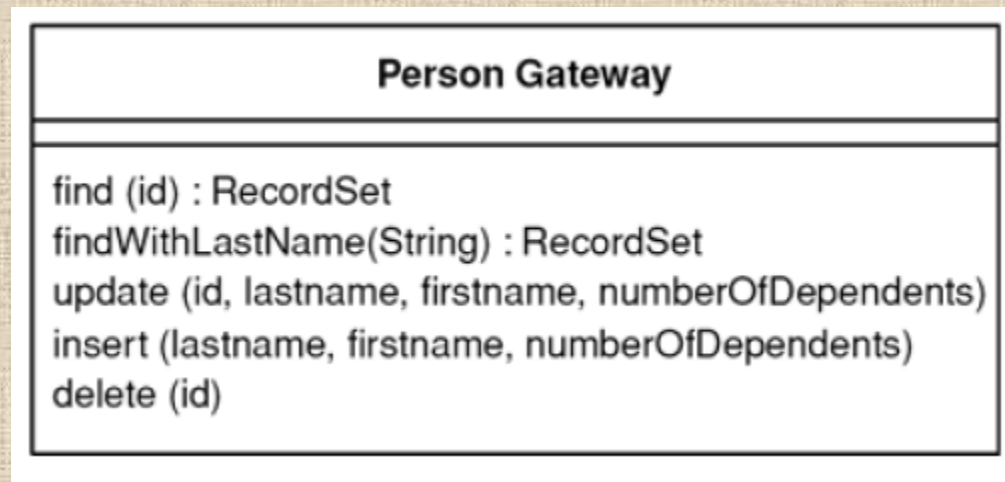 Person Gateway
find (id) : RecordSet
findWithLastName(String) : RecordSet
update (id, lastname, firstname, numberOfDependents)
insert (lastname, firstname, numberOfDependents)
delete (id)